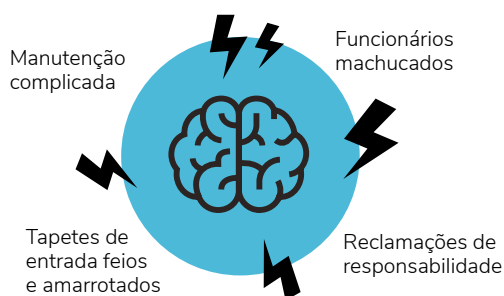 Manutenção
complicada
Funcionários
machucados
Tapetes de
entrada feios
e amarrotados
Reclamações de
responsabilidade